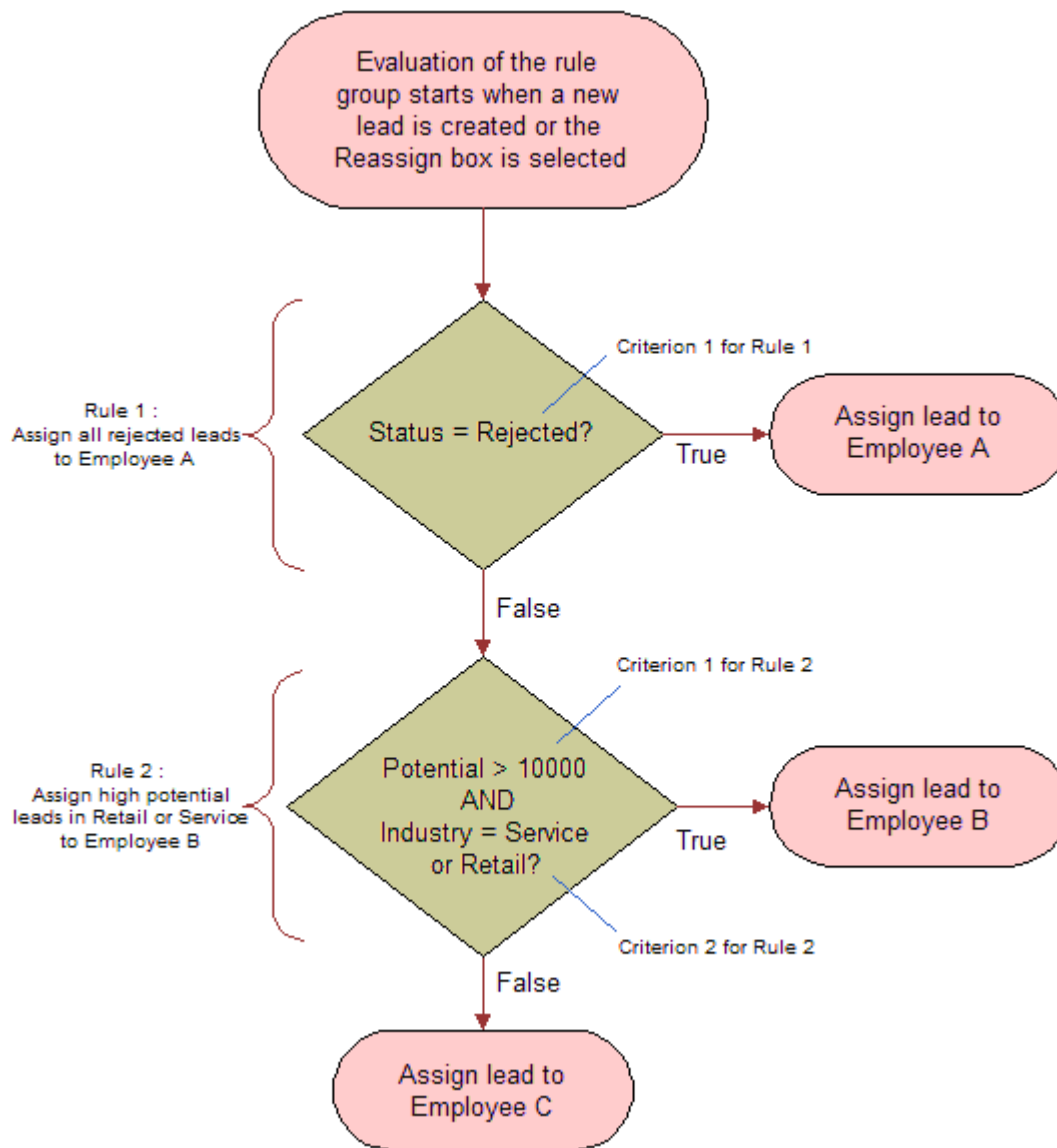 Evaluation of the rule
group starts when a new
lead is created or the
Reassign box is selected
Criterion 1 for Rule 1
Rule 1 :
Assign all rejected leads
to Employee A
Status = Rejected?
True
Assign lead to
Employee A
False
Criterion 1 for Rule 2
Rule 2 :
Assign high potential
leads in Retail or Service
to Employee B
Potential > 10000
AND
Industry = Service
or Retail?
True
Assign lead to
Employee B
Criterion 2 for Rule 2
False
Assign lead to
Employee C